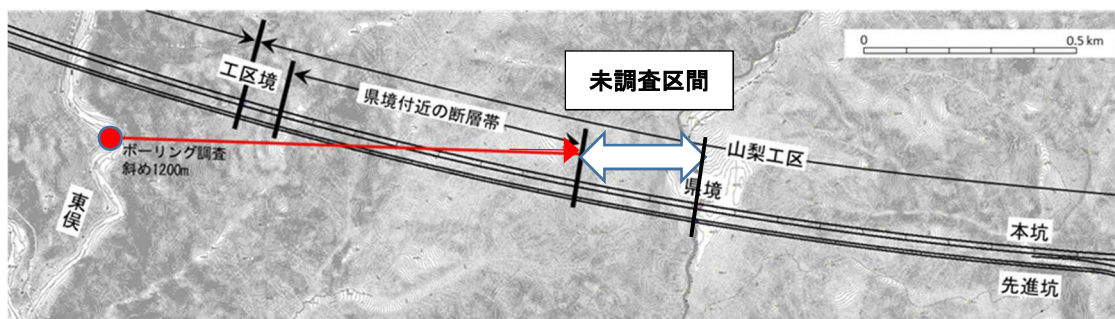 0
0.5 km
工区境
未調査区間
県境付近の断層帯
山梨工区
ボーリング調査
斜め1200m
東俣
県境
本坑
先進坑